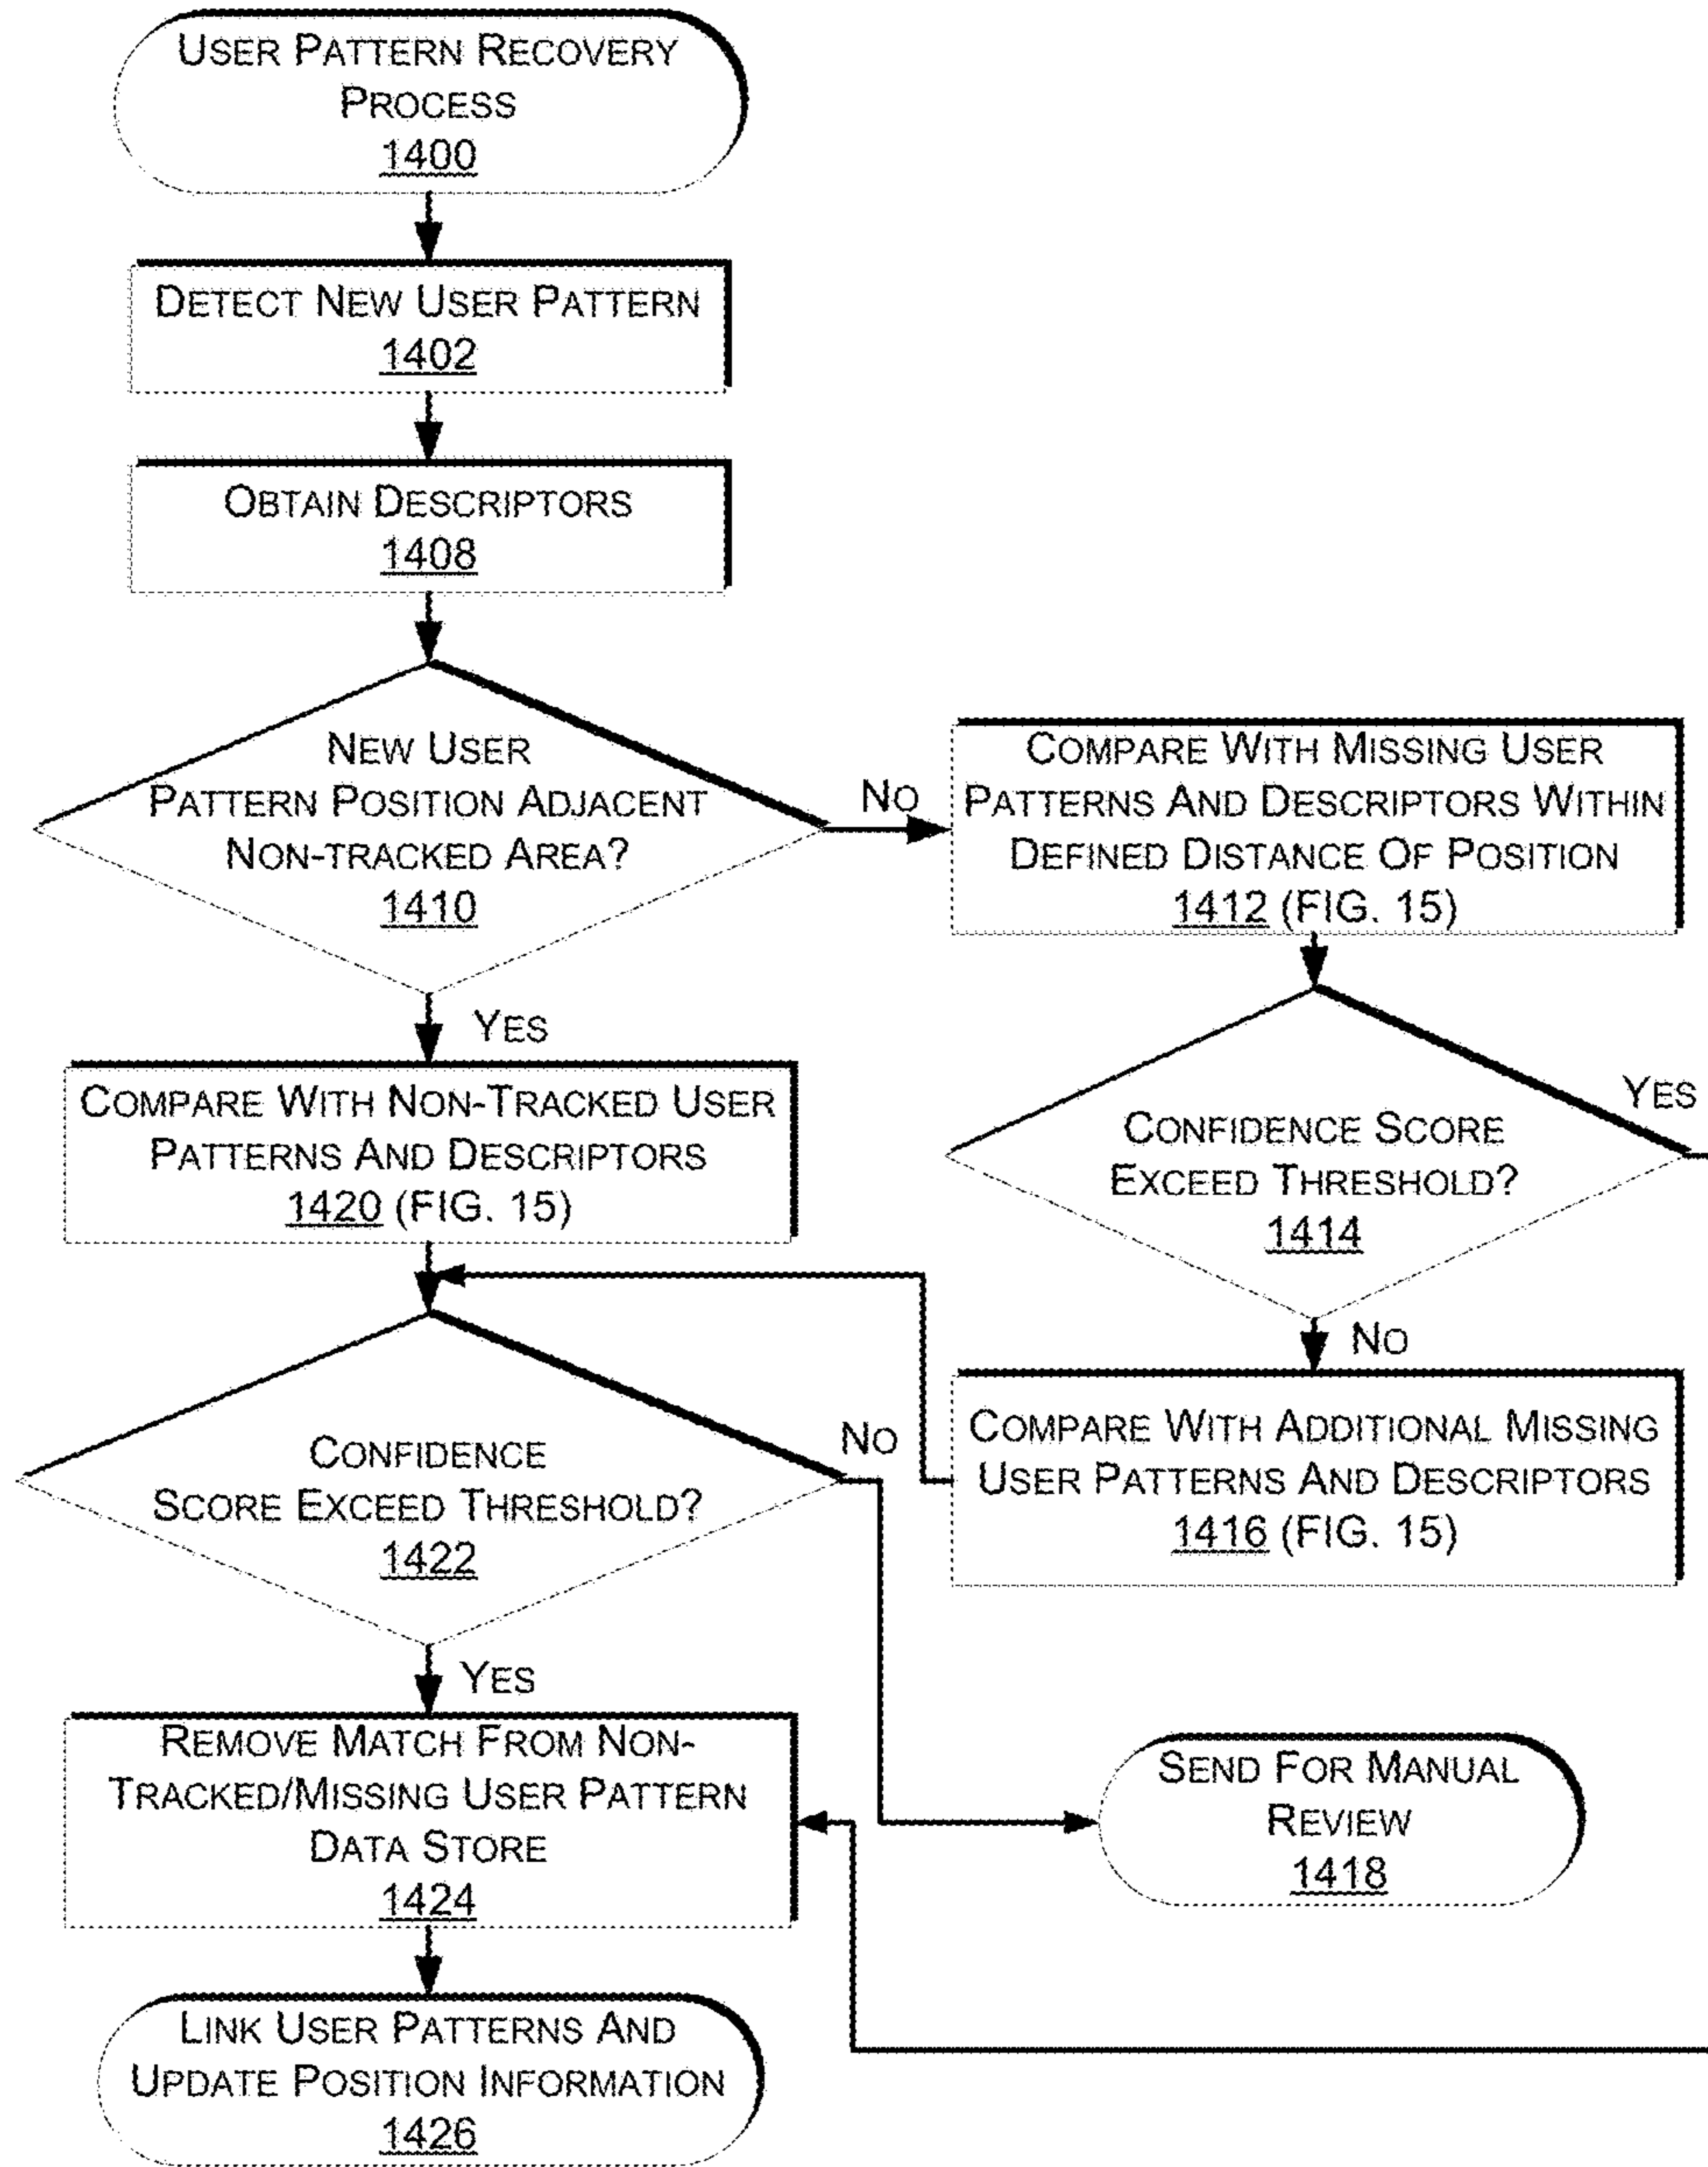 USER PATTERN RECOVERY
PROCESS
1400
DETECT NEW USER PATTERN
1402
OBTAIN DESCRIPTORS
1408
NEW USER
PATTERN POSITION ADJACENT
NON-TRACKED AREA?
1410
NO
COMPARE WITH MISSING USER
PATTERNS AND DESCRIPTORS WITHIN
DEFINED DISTANCE OF POSITION
1412 (FIG. 15)
YES
COMPARE WITH NON-TRACKED USER
PATTERNS AND DESCRIPTORS
1420 (FIG. 15)
CONFIDENCE SCORE
EXCEED THRESHOLD?
1414
YES
NO
COMPARE WITH ADDITIONAL MISSING
USER PATTERNS AND DESCRIPTORS
1416 (FIG. 15)
CONFIDENCE
SCORE EXCEED THRESHOLD?
1422
NO
YES
REMOVE MATCH FROM NON-
TRACKED/MISSING USER PATTERN
DATA STORE
1424
SEND FOR MANUAL
REVIEW
1418
LINK USER PATTERNS AND
UPDATE POSITION INFORMATION
1426